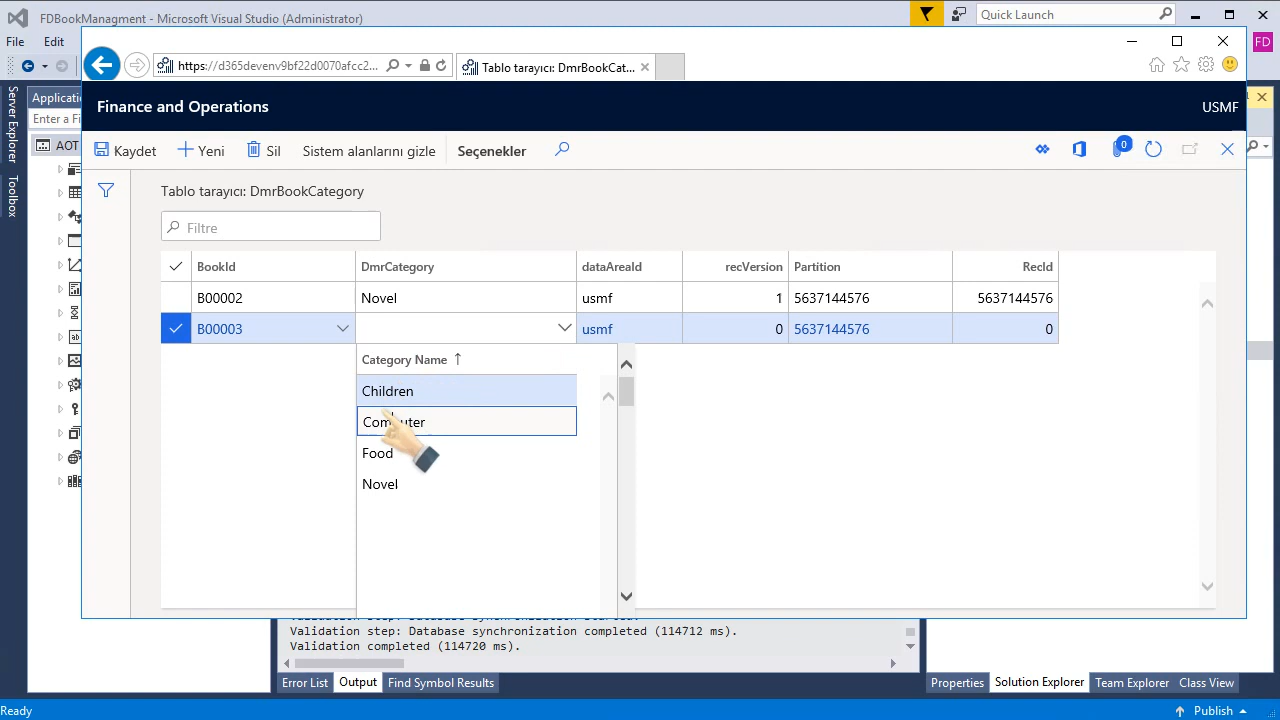 FDBookManagment - Microsoft Visual Studio (Administrator)
Quick Launch
File Edit
FD
https://d365devenv9bf22d0070afcc2...
Tablo tarayıcı: DmrBookCat...
Server Explorer
Toolbox
Finance and Operations
USMF
Kaydet
Yeni
Sil
Sistem alanlarını gizle
Seçenekler
0
AOT
Tablo tarayıcı: DmrBookCategory
Filtre
BookId DmrCategory dataAreaId recVersion Partition RecId
B00002 Novel usmf 1 5637144576 5637144576
B00003 usmf 0 5637144576 0
Category Name
Children
Computer
Food
Novel
Validation step: Database synchronization completed (114712 ms).
Validation completed (114720 ms).
Error List Output Find Symbol Results
Properties Solution Explorer Team Explorer Class View
Ready
Publish